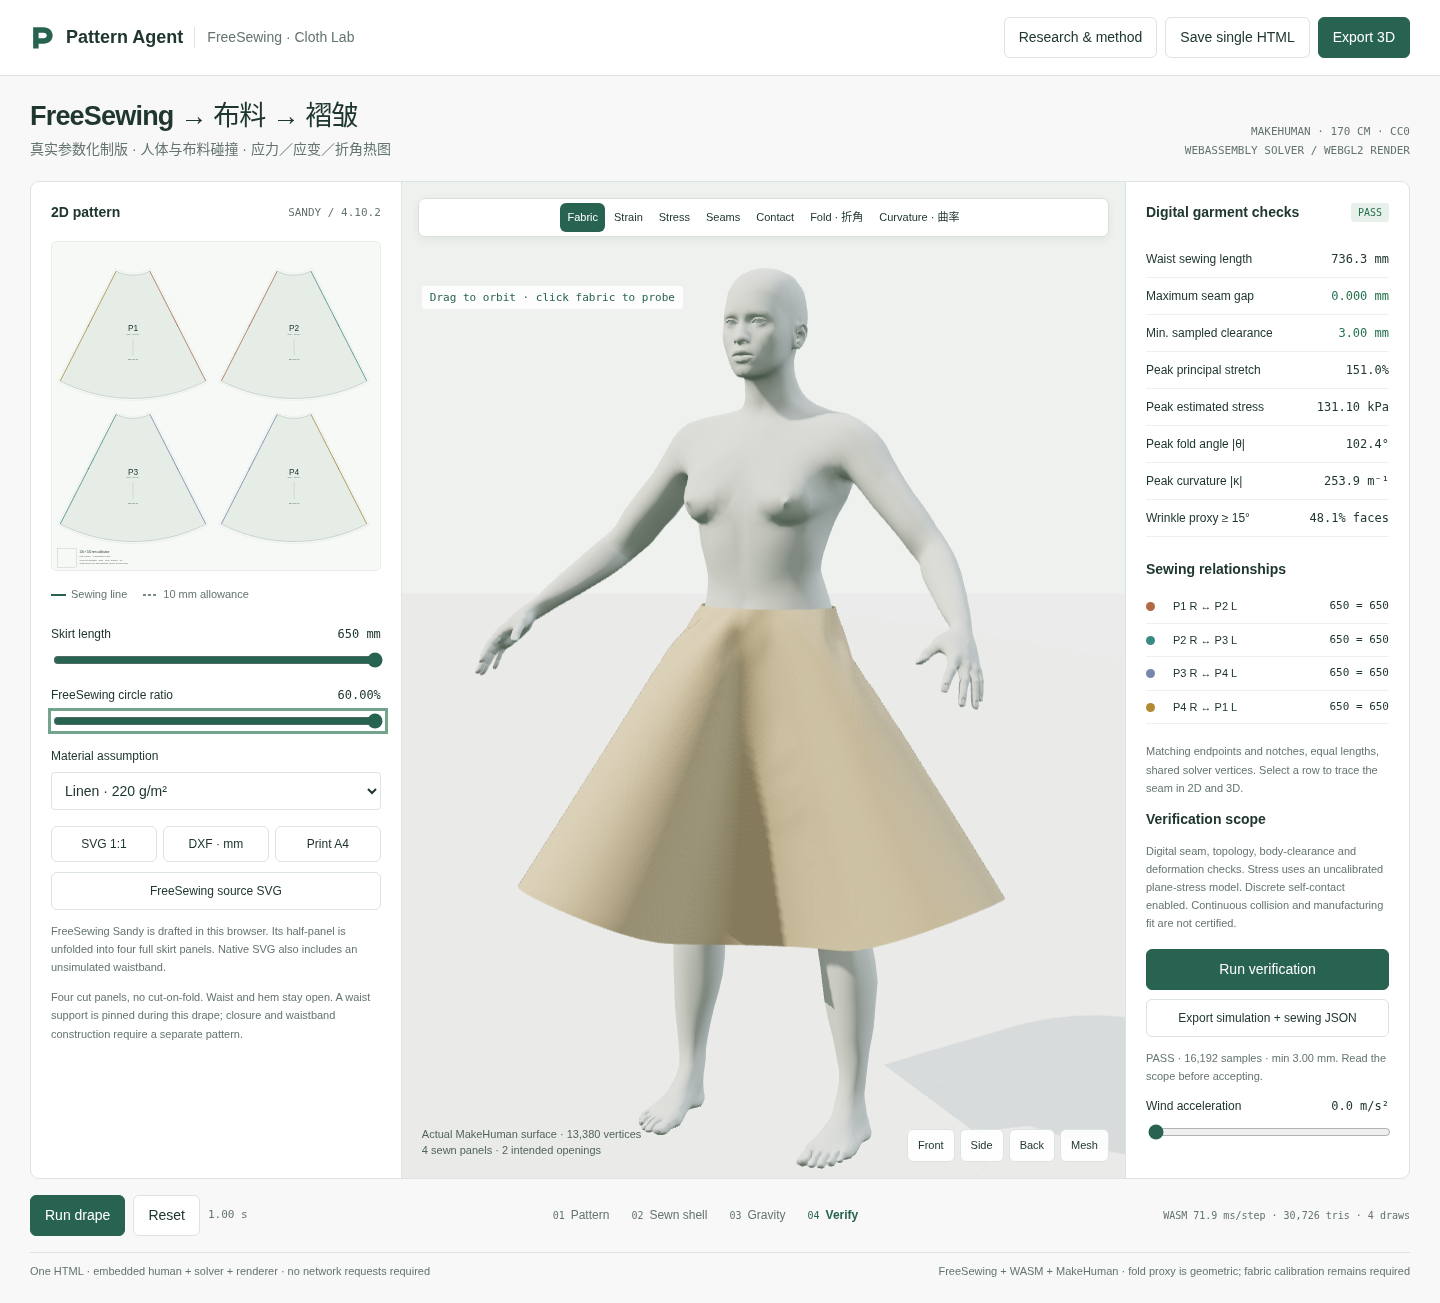 Pattern Agent
FreeSewing · Cloth Lab
Research & method
Save single HTML
Export 3D
FreeSewing → 布料 → 褶皱
真实参数化制版 · 人体与布料碰撞 · 应力／应变／折角热图
MAKEHUMAN · 170 CM · CC0
WEBASSEMBLY SOLVER / WEBGL2 RENDER
2D pattern
SANDY / 4.10.2
P1
P2
P3
P4
Sewing line
10 mm allowance
Skirt length
650 mm
FreeSewing circle ratio
60.00%
Material assumption
Linen · 220 g/m²
SVG 1:1
DXF · mm
Print A4
FreeSewing source SVG
FreeSewing Sandy is drafted in this browser. Its half-panel is
unfolded into four full skirt panels. Native SVG also includes an
unsimulated waistband.
Four cut panels, no cut-on-fold. Waist and hem stay open. A waist
support is pinned during this drape; closure and waistband
construction require a separate pattern.
Fabric
Strain
Stress
Seams
Contact
Fold · 折角
Curvature · 曲率
Drag to orbit · click fabric to probe
Actual MakeHuman surface · 13,380 vertices
4 sewn panels · 2 intended openings
Front
Side
Back
Mesh
Digital garment checks
PASS
Waist sewing length
736.3 mm
Maximum seam gap
0.000 mm
Min. sampled clearance
3.00 mm
Peak principal stretch
151.0%
Peak estimated stress
131.10 kPa
Peak fold angle |θ|
102.4°
Peak curvature |κ|
253.9 m⁻¹
Wrinkle proxy ≥ 15°
48.1% faces
Sewing relationships
P1 R ↔ P2 L
650 = 650
P2 R ↔ P3 L
650 = 650
P3 R ↔ P4 L
650 = 650
P4 R ↔ P1 L
650 = 650
Matching endpoints and notches, equal lengths,
shared solver vertices. Select a row to trace the
seam in 2D and 3D.
Verification scope
Digital seam, topology, body-clearance and
deformation checks. Stress uses an uncalibrated
plane-stress model. Discrete self-contact
enabled. Continuous collision and manufacturing
fit are not certified.
Run verification
Export simulation + sewing JSON
PASS · 16,192 samples · min 3.00 mm. Read the
scope before accepting.
Wind acceleration
0.0 m/s²
Run drape
Reset
1.00 s
01 Pattern
02 Sewn shell
03 Gravity
04 Verify
WASM 71.9 ms/step · 30,726 tris · 4 draws
One HTML · embedded human + solver + renderer · no network requests required
FreeSewing + WASM + MakeHuman · fold proxy is geometric; fabric calibration remains required